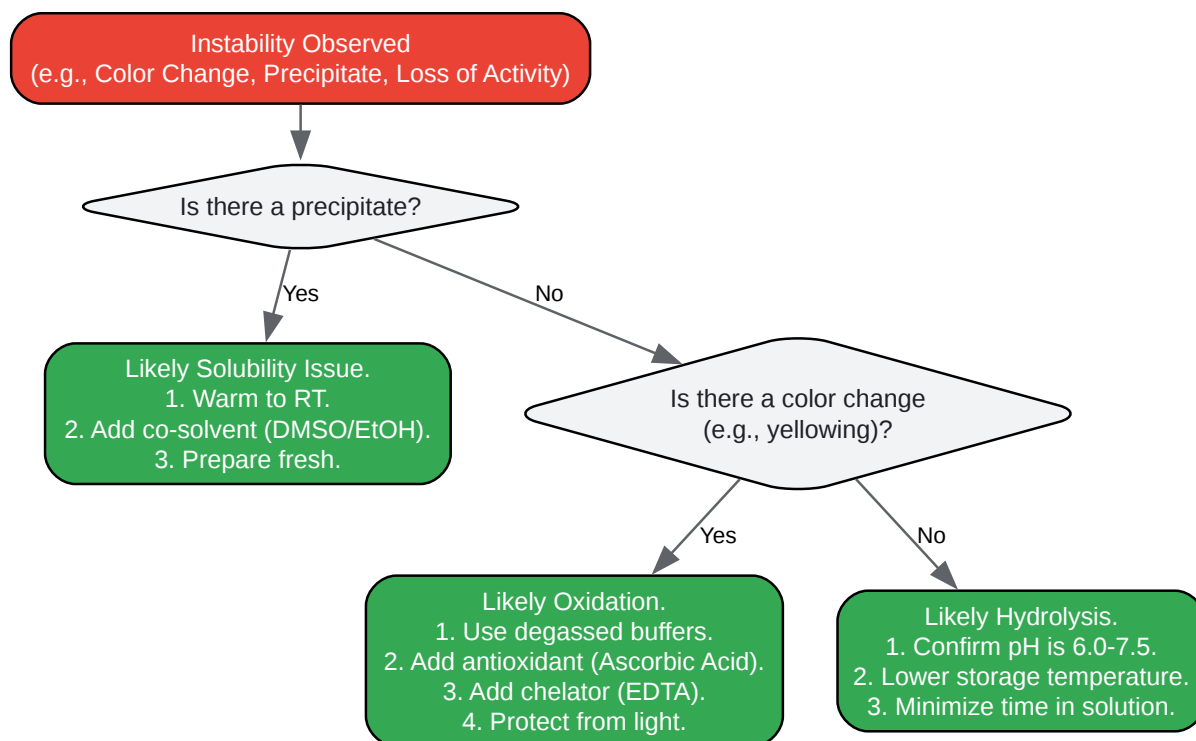 Instability Observed
(e.g., Color Change, Precipitate, Loss of Activity)
Is there a precipitate?
Yes
No
Likely Solubility Issue.
1. Warm to RT.
2. Add co-solvent (DMSO/EtOH).
3. Prepare fresh.
Is there a color change
(e.g., yellowing)?
Yes
No
Likely Oxidation.
1. Use degassed buffers.
2. Add antioxidant (Ascorbic Acid).
3. Add chelator (EDTA).
4. Protect from light.
Likely Hydrolysis.
1. Confirm pH is 6.0-7.5.
2. Lower storage temperature.
3. Minimize time in solution.